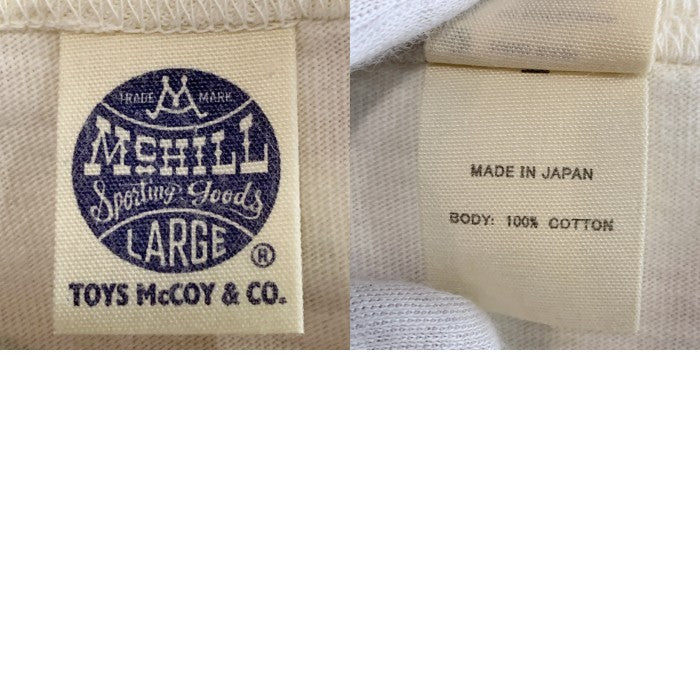 TRADE MARK
McHILL
Sporting Goods
LARGE ®
TOYS McCOY & CO.
MADE IN JAPAN
BODY: 100% COTTON